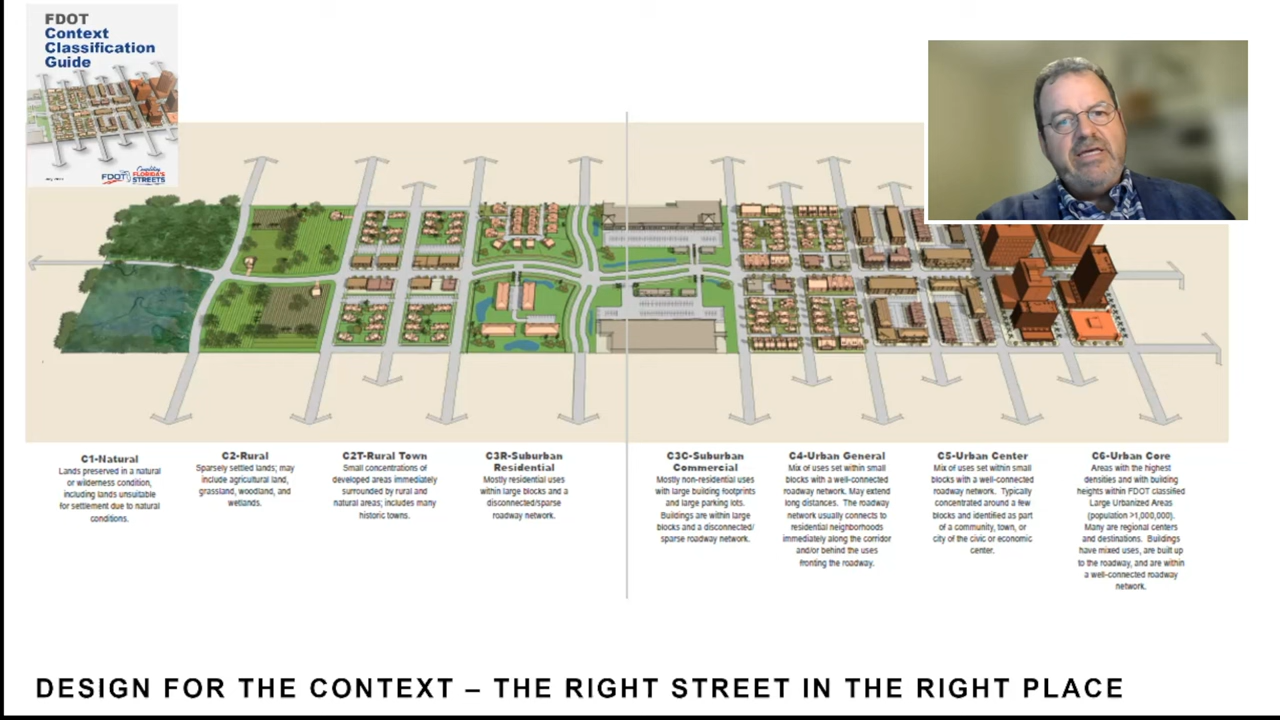 FDOT
Context
Classification
Guide
FDOT
Completing
FLORIDA'S
STREETS
C1-Natural
Lands preserved in a natural
or wilderness condition,
including lands unsuitable
for settlement due to natural
conditions.
C2-Rural
Sparsely settled lands; may
include agricultural land,
grassland, woodland, and
wetlands.
C2T-Rural Town
Small concentrations of
developed areas immediately
surrounded by rural and
natural areas; includes many
historic towns.
C3R-Suburban
Residential
Mostly residential uses
within large blocks and a
disconnected/sparse
roadway network.
C3C-Suburban
Commercial
Mostly non-residential uses
with large building footprints
and large parking lots.
Buildings are within large
blocks and a disconnected/
sparse roadway network.
C4-Urban General
Mix of uses set within small
blocks with a well-connected
roadway network. May extend
long distances. The roadway
network usually connects to
residential neighborhoods
immediately along the corridor
and/or behind the uses
fronting the roadway.
C5-Urban Center
Mix of uses set within small
blocks with a well-connected
roadway network. Typically
concentrated around a few
blocks and identified as part
of a community, town, or
city of the civic or economic
center.
C6-Urban Core
Areas with the highest
densities and with building
heights within FDOT classified
Large Urbanized Areas
(population >1,000,000).
Many are regional centers
and destinations. Buildings
have mixed uses, are built up
to the roadway, and are within
a well-connected roadway
network.
DESIGN FOR THE CONTEXT – THE RIGHT STREET IN THE RIGHT PLACE